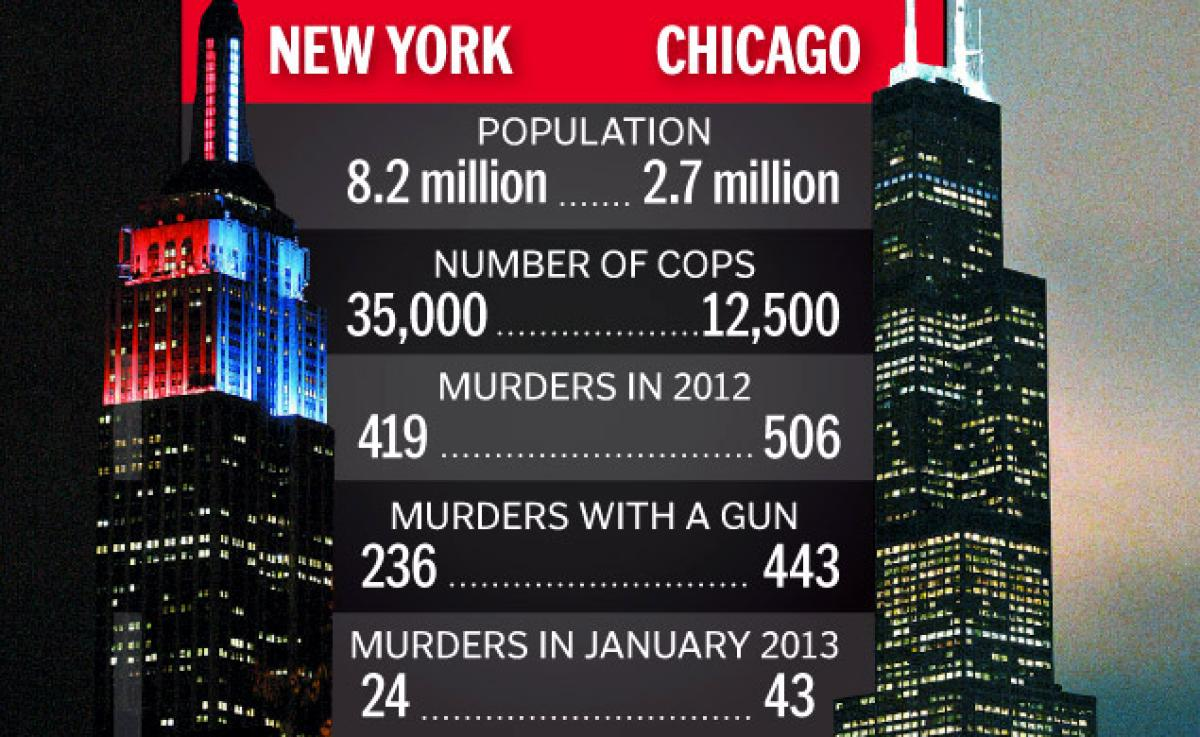 NEW YORK CHICAGO
POPULATION
8.2 million ....... 2.7 million
NUMBER OF COPS
35,000 ................... 12,500
MURDERS IN 2012
419 ............................. 506
MURDERS WITH A GUN
236 ............................ 443
MURDERS IN JANUARY 2013
24 ............................... 43